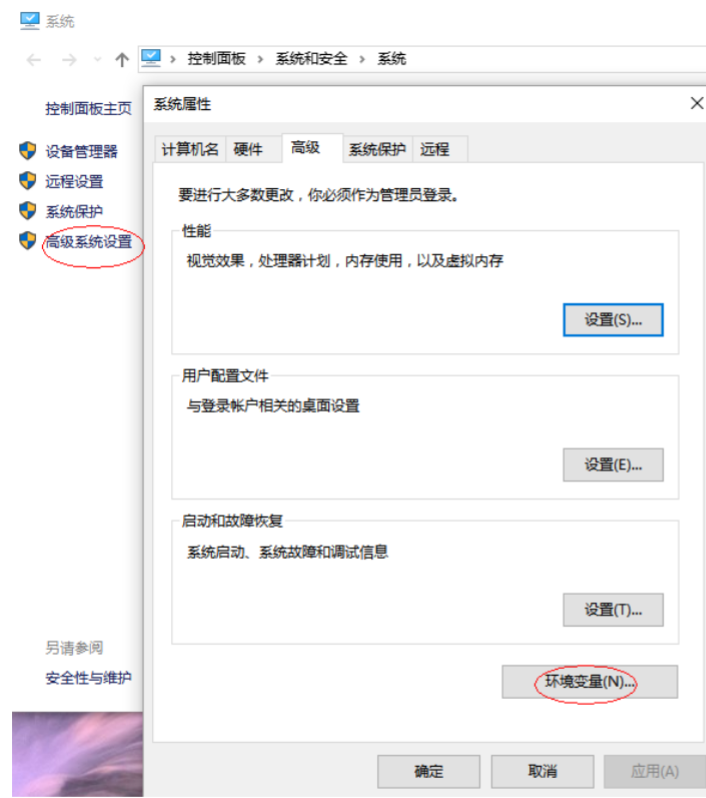 系统
控制面板 › 系统和安全 › 系统
控制面板主页
设备管理器
远程设置
系统保护
高级系统设置
另请参阅
安全性与维护
系统属性
计算机名 硬件 高级 系统保护 远程
要进行大多数更改，你必须作为管理员登录。
性能
视觉效果，处理器计划，内存使用，以及虚拟内存
设置(S)...
用户配置文件
与登录帐户相关的桌面设置
设置(E)...
启动和故障恢复
系统启动、系统故障和调试信息
设置(T)...
环境变量(N)...
确定 取消 应用(A)